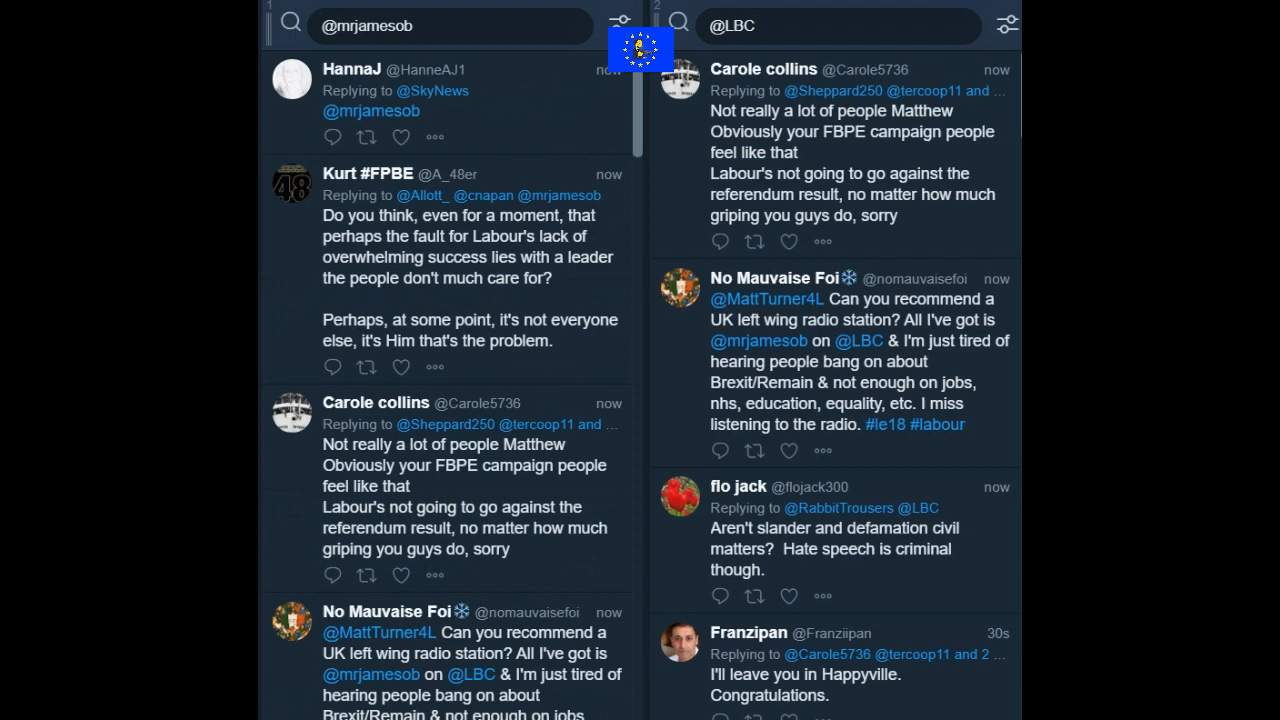 1
@mrjamesob
HannaJ @HanneAJ1 now
Replying to @SkyNews
@mrjamesob
Kurt #FPBE @A_48er now
48
Replying to @Allott_ @cnapan @mrjamesob
Do you think, even for a moment, that
perhaps the fault for Labour's lack of
overwhelming success lies with a leader
the people don't much care for?
Perhaps, at some point, it's not everyone
else, it's Him that's the problem.
Carole collins @Carole5736 now
Replying to @Sheppard250 @tercoop11 and ...
Not really a lot of people Matthew
Obviously your FBPE campaign people
feel like that
Labour's not going to go against the
referendum result, no matter how much
griping you guys do, sorry
No Mauvaise Foi❄ @nomauvaisefoi now
@MattTurner4L Can you recommend a
UK left wing radio station? All I've got is
@mrjamesob on @LBC & I'm just tired of
hearing people bang on about
Brexit/Remain & not enough on jobs,
2
@LBC
Carole collins @Carole5736 now
Replying to @Sheppard250 @tercoop11 and ...
Not really a lot of people Matthew
Obviously your FBPE campaign people
feel like that
Labour's not going to go against the
referendum result, no matter how much
griping you guys do, sorry
No Mauvaise Foi❄ @nomauvaisefoi now
@MattTurner4L Can you recommend a
UK left wing radio station? All I've got is
@mrjamesob on @LBC & I'm just tired of
hearing people bang on about
Brexit/Remain & not enough on jobs,
nhs, education, equality, etc. I miss
listening to the radio. #le18 #labour
flo jack @flojack300 now
Replying to @RabbitTrousers @LBC
Aren't slander and defamation civil
matters? Hate speech is criminal
though.
Franzipan @Franziipan 30s
Replying to @Carole5736 @tercoop11 and 2 ...
I'll leave you in Happyville.
Congratulations.